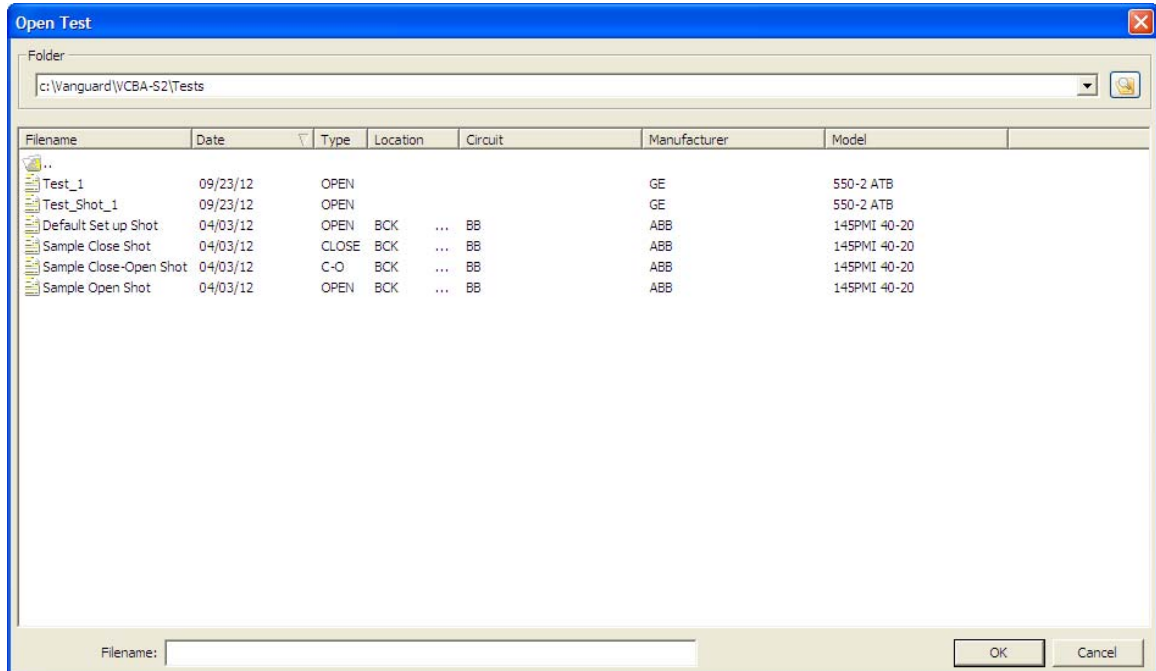 Open Test
Folder
c:\Vanguard\VCBA-S2\Tests
Filename Date Type Location Circuit Manufacturer Model
..
Test_1 09/23/12 OPEN GE 550-2 ATB
Test_Shot_1 09/23/12 OPEN GE 550-2 ATB
Default Set up Shot 04/03/12 OPEN BCK ... BB ABB 145PMI 40-20
Sample Close Shot 04/03/12 CLOSE BCK ... BB ABB 145PMI 40-20
Sample Close-Open Shot 04/03/12 C-O BCK ... BB ABB 145PMI 40-20
Sample Open Shot 04/03/12 OPEN BCK ... BB ABB 145PMI 40-20
Filename: OK Cancel